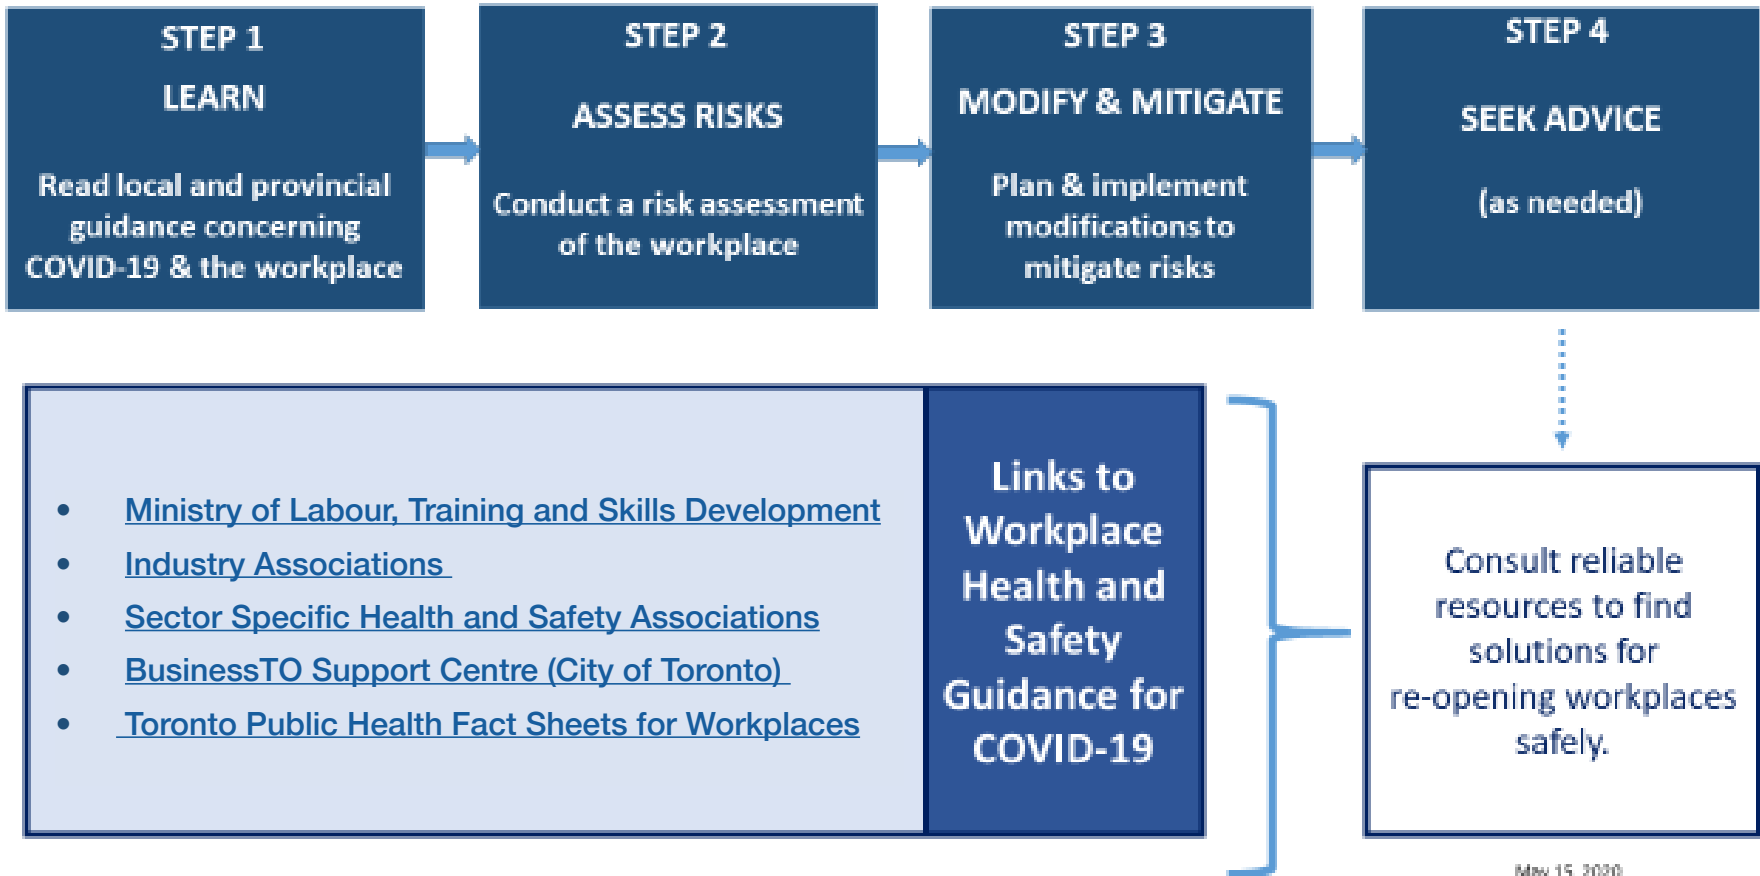 STEP 1
LEARN
Read local and provincial
guidance concerning
COVID-19 & the workplace
STEP 2
ASSESS RISKS
Conduct a risk assessment
of the workplace
STEP 3
MODIFY & MITIGATE
Plan & implement
modifications to
mitigate risks
STEP 4
SEEK ADVICE
(as needed)
• Ministry of Labour, Training and Skills Development
• Industry Associations
• Sector Specific Health and Safety Associations
• BusinessTO Support Centre (City of Toronto)
• Toronto Public Health Fact Sheets for Workplaces
Links to
Workplace
Health and
Safety
Guidance for
COVID-19
Consult reliable
resources to find
solutions for
re-opening workplaces
safely.
May 15, 2020